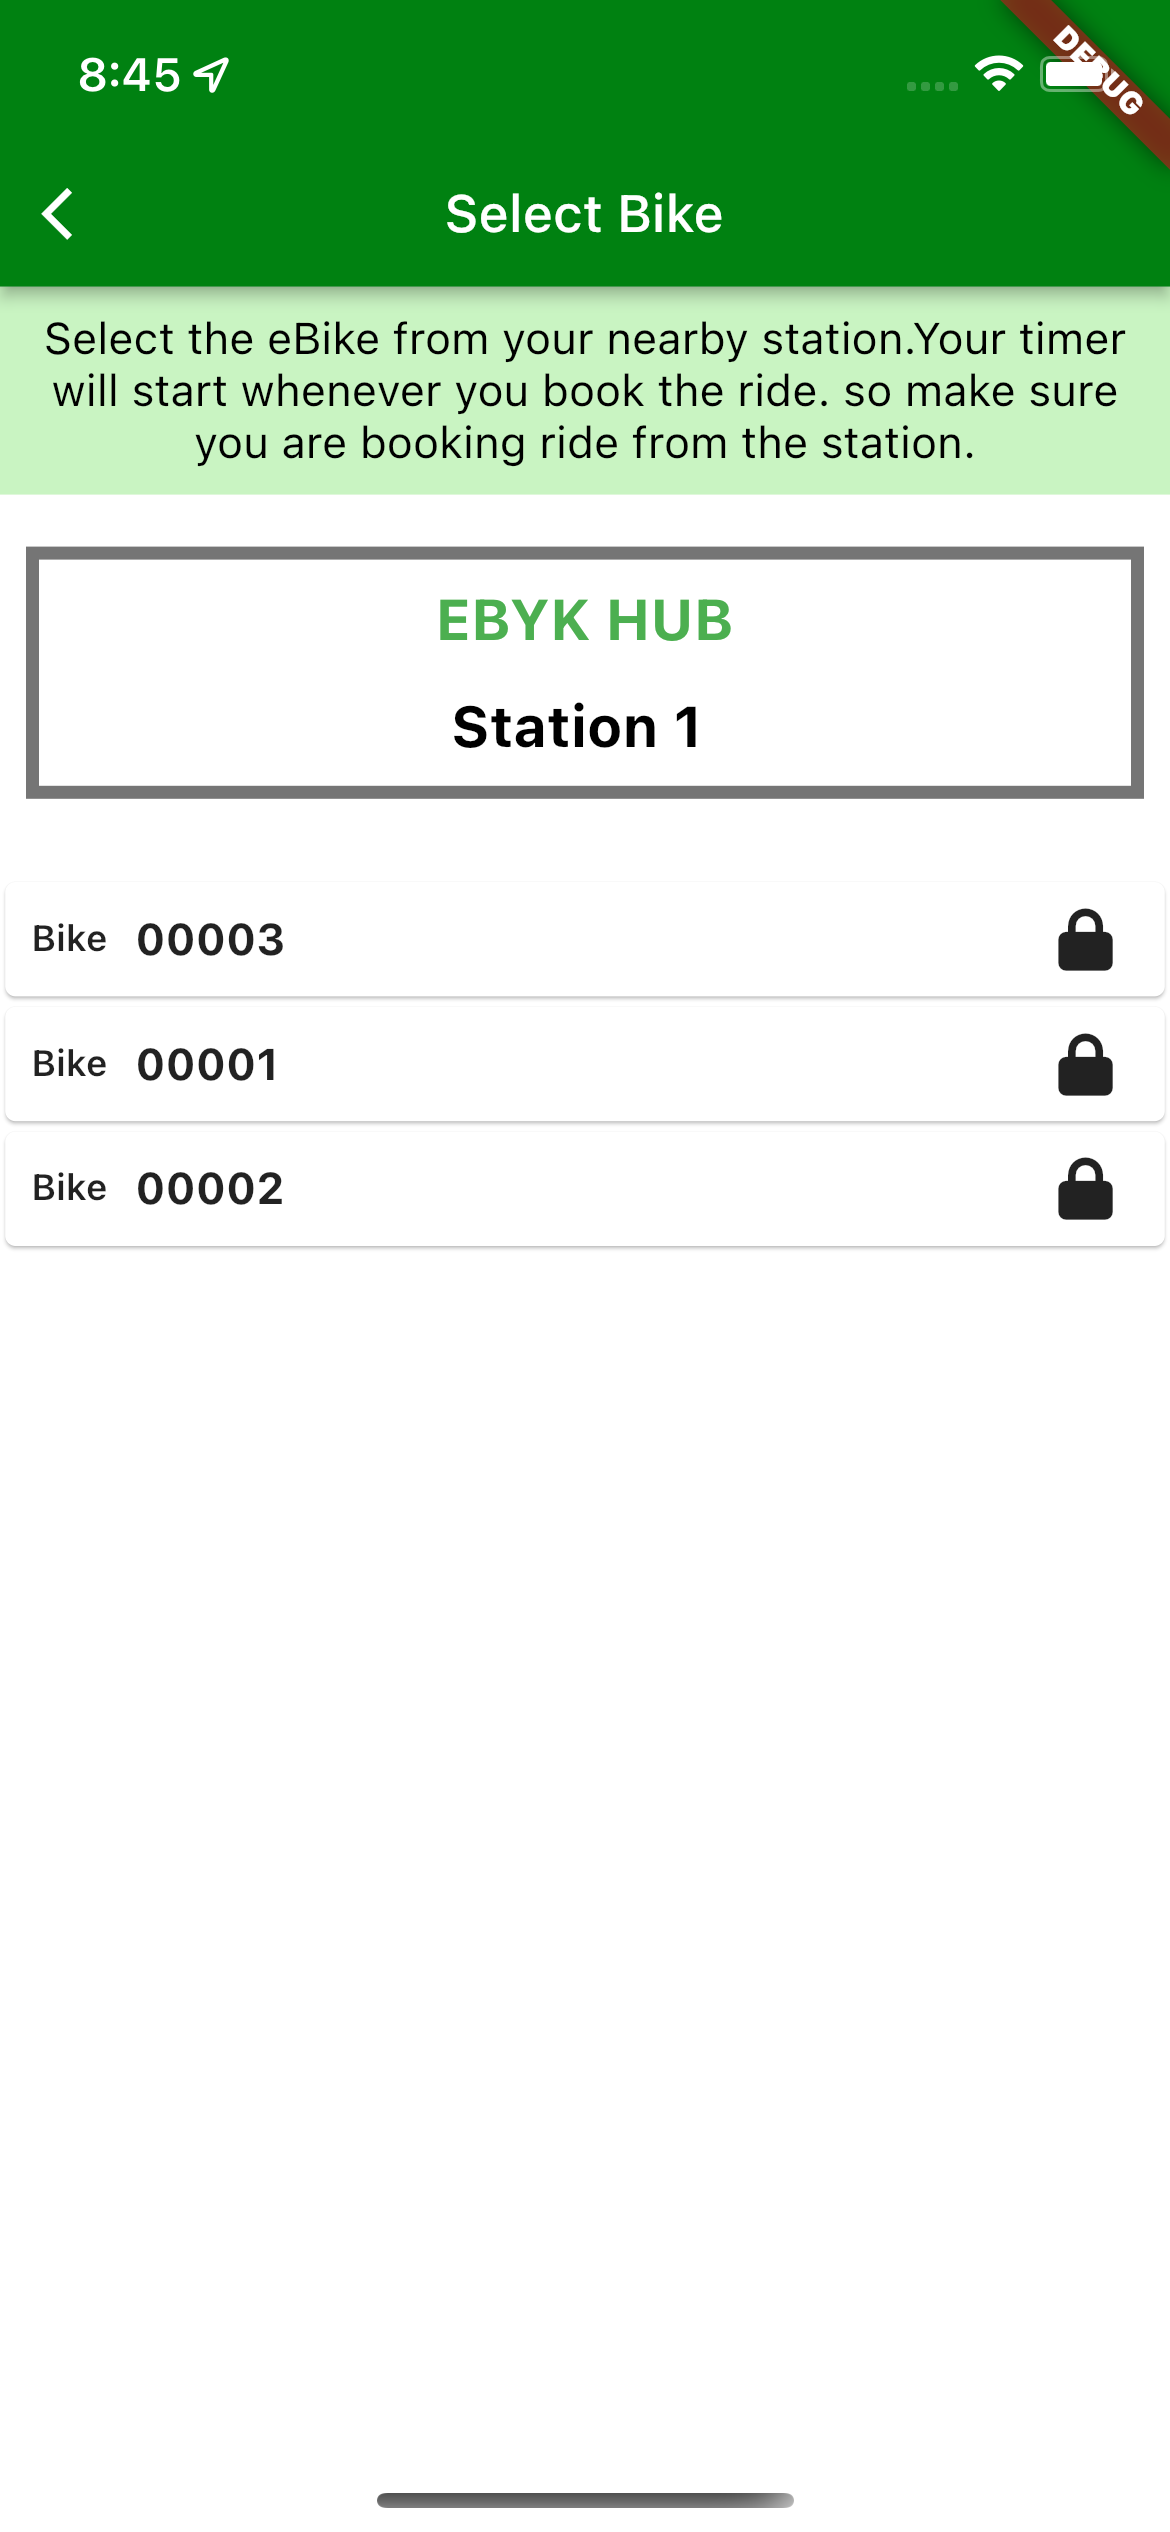 8:45
DEBUG
Select Bike
Select the eBike from your nearby station.Your timer
will start whenever you book the ride. so make sure
you are booking ride from the station.
EBYK HUB
Station 1
Bike 00003
Bike 00001
Bike 00002